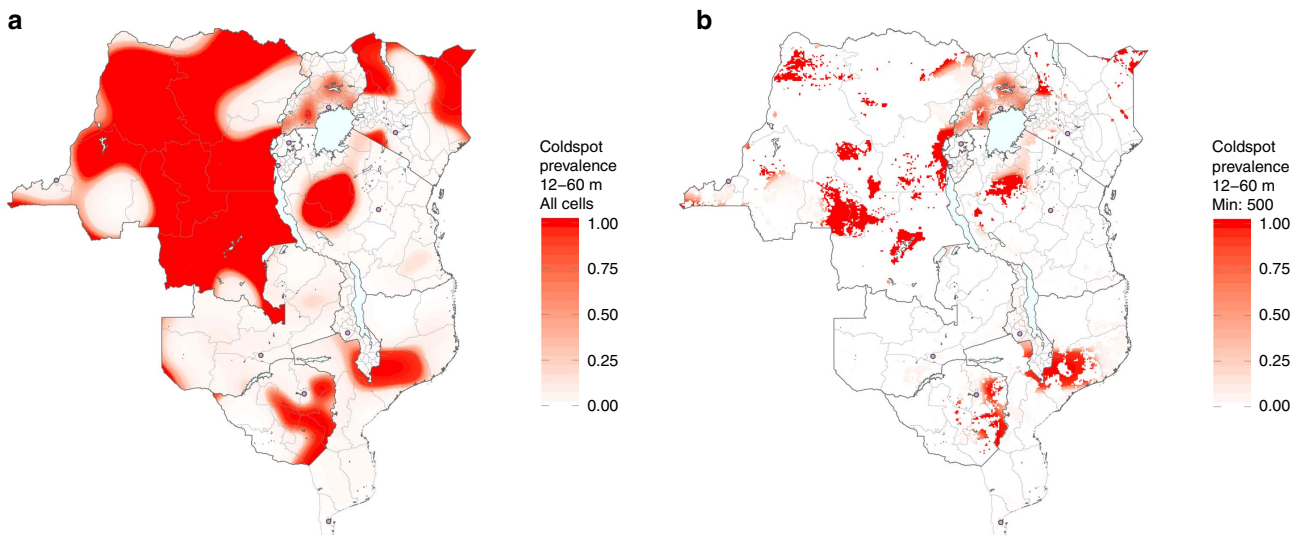 a
Coldspot
prevalence
12–60 m
All cells
1.00
0.75
0.50
0.25
0.00
b
Coldspot
prevalence
12–60 m
Min: 500
1.00
0.75
0.50
0.25
0.00